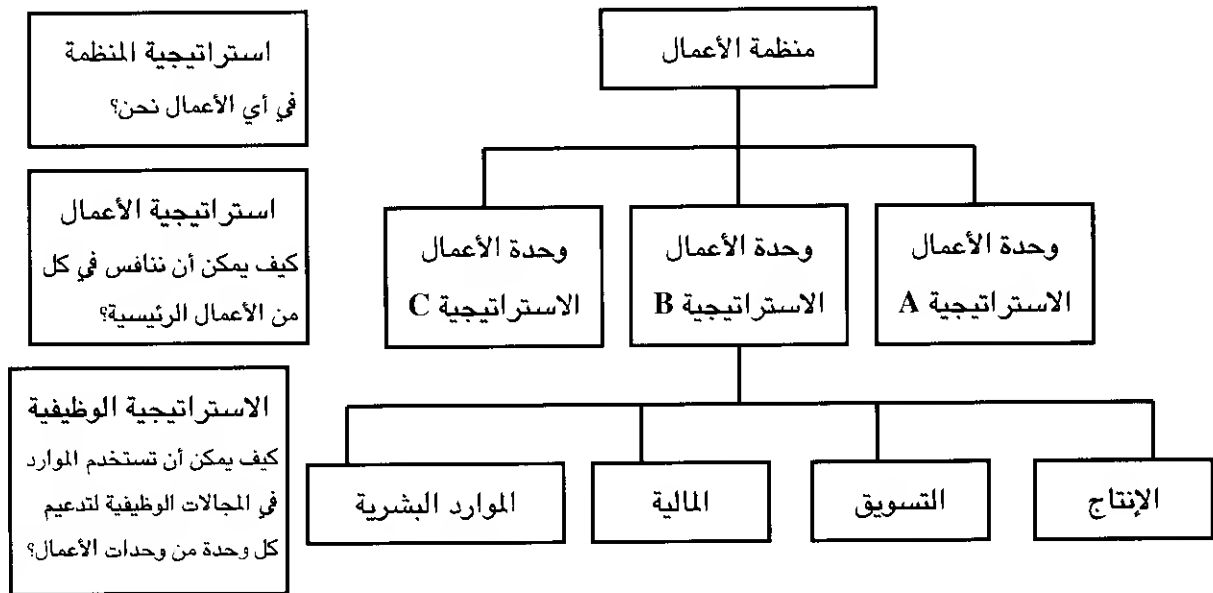 منظمة الأعمال
استراتيجية المنظمة
في أي الأعمال نحن؟
وحدة الأعمال
الاستراتيجية A
وحدة الأعمال
الاستراتيجية B
وحدة الأعمال
الاستراتيجية C
استراتيجية الأعمال
كيف يمكن أن ننافس في كل
من الأعمال الرئيسية؟
الإنتاج
التسويق
المالية
الموارد البشرية
الاستراتيجية الوظيفية
كيف يمكن أن تستخدم الموارد
في المجالات الوظيفية لتدعيم
كل وحدة من وحدات الأعمال؟